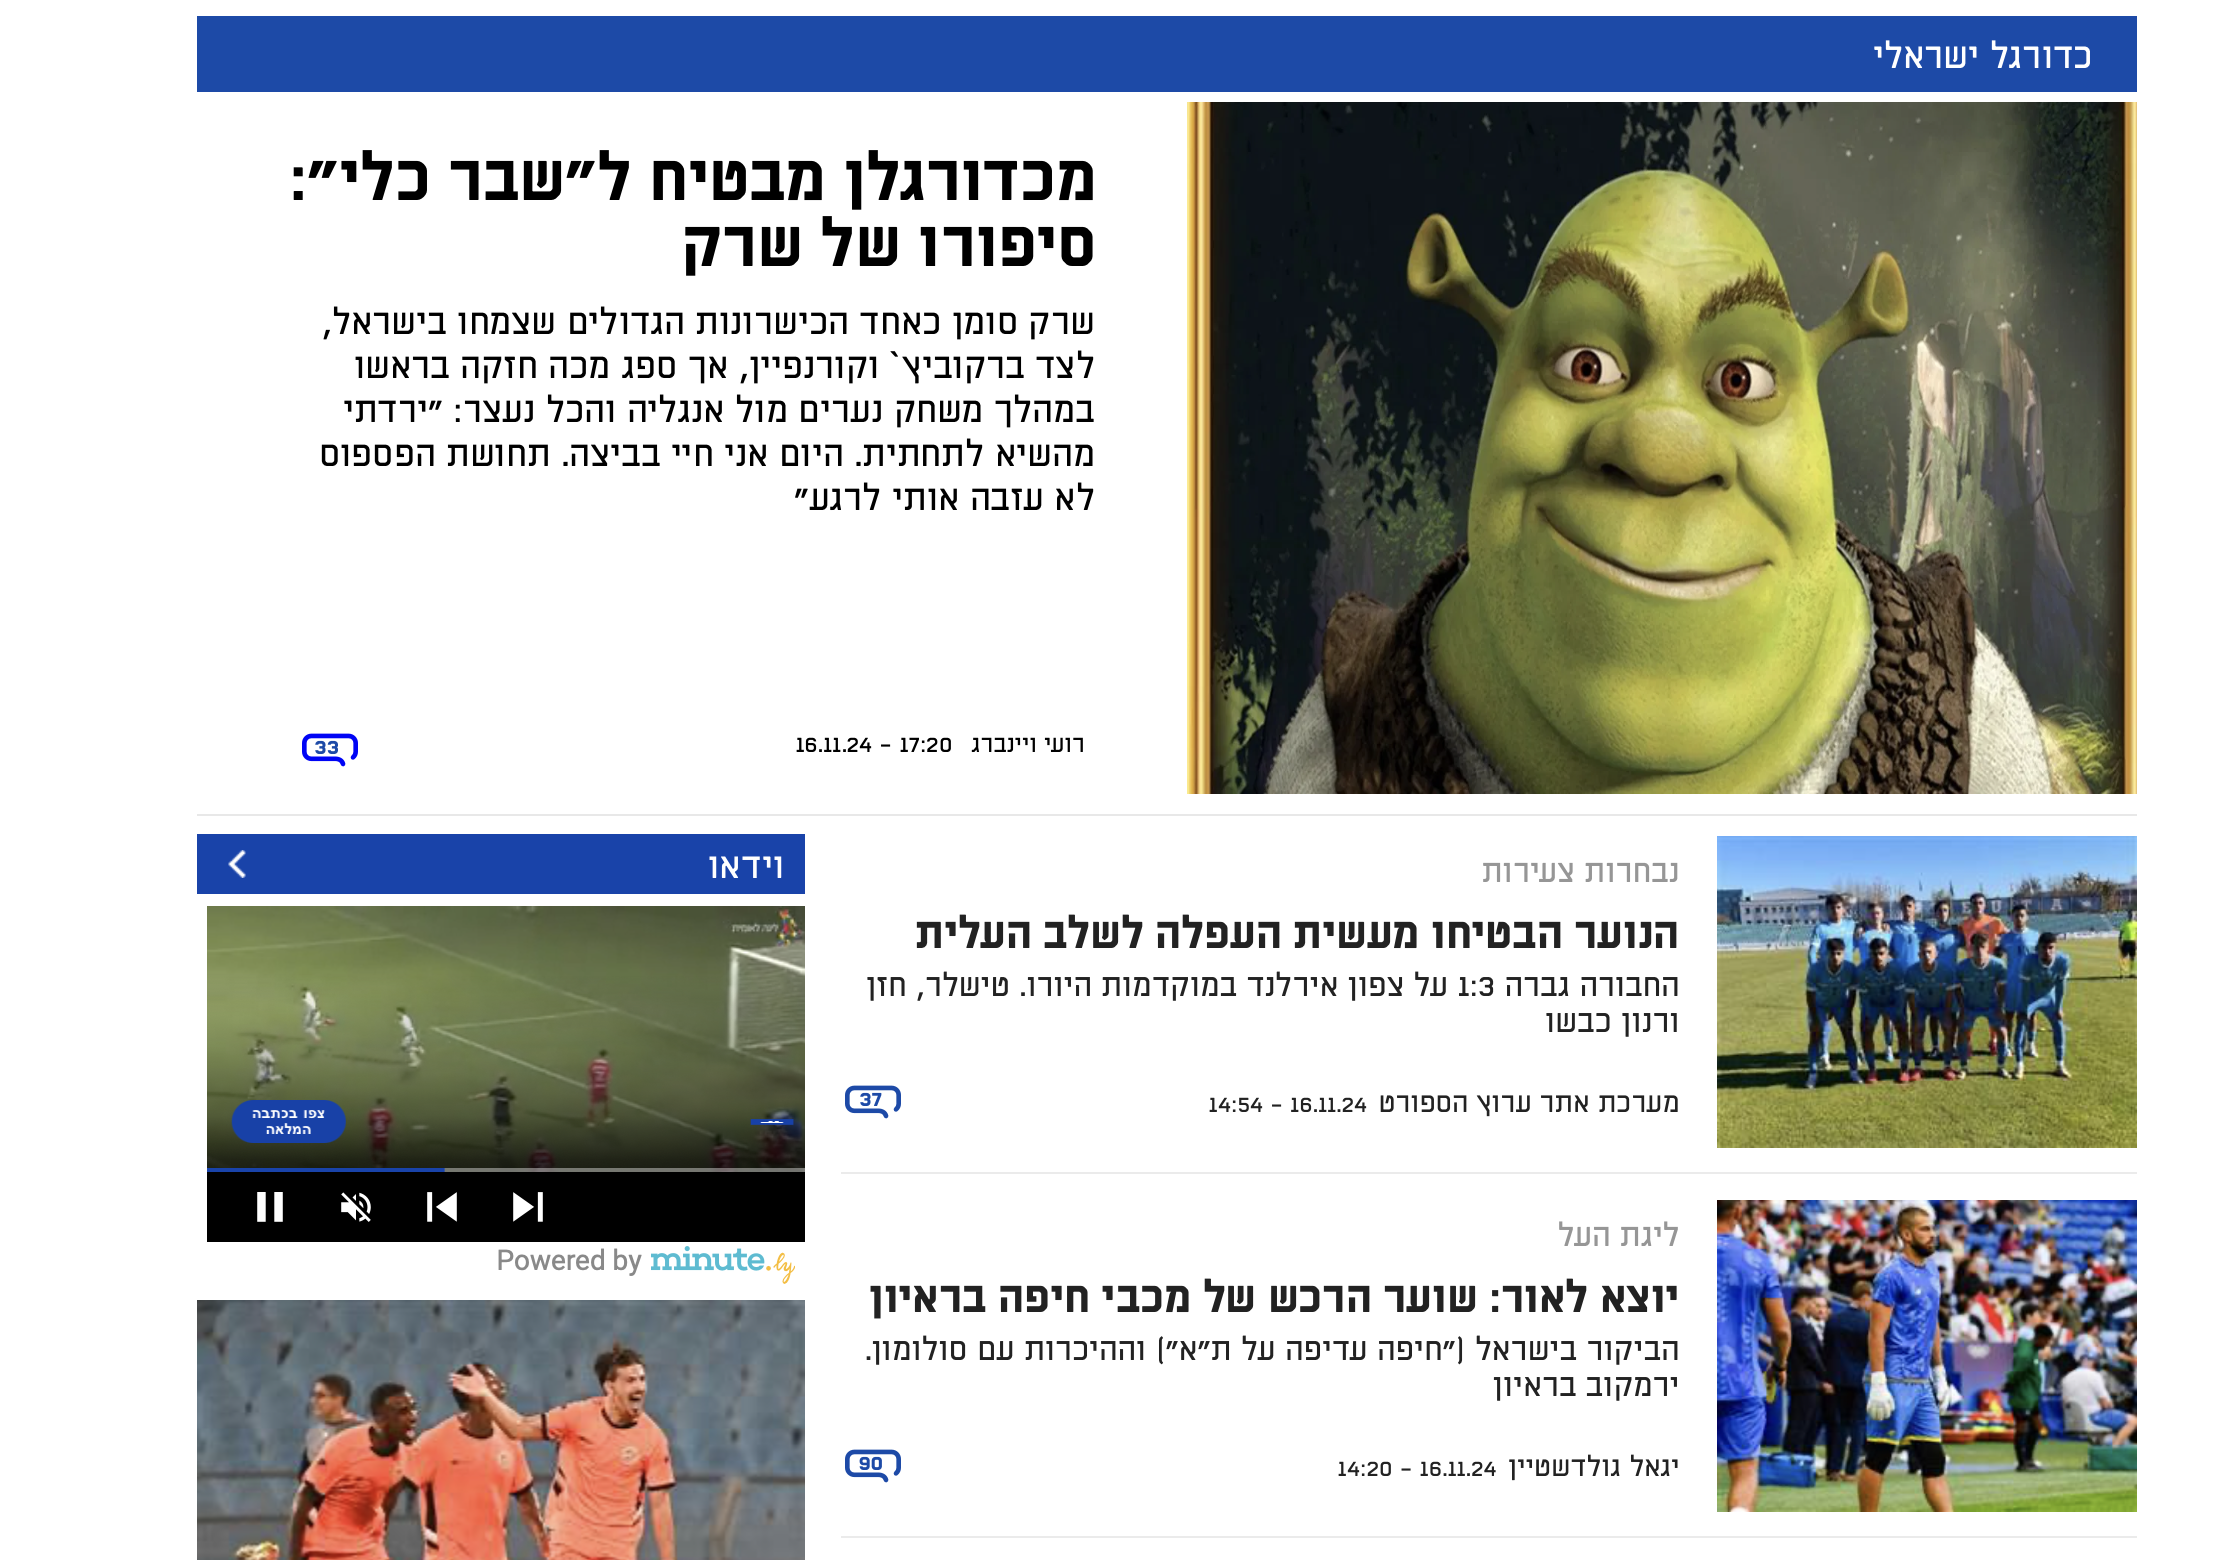 כדורגל ישראלי
מכדורגלן מבטיח ל"שבר כלי":
סיפורו של שרק
שרק סומן כאחד הכישרונות הגדולים שצמחו בישראל,
לצד ברקוביץ` וקורנפיין, אך ספג מכה חזקה בראשו
במהלך משחק נערים מול אנגליה והכל נעצר: "ירדתי
מהשיא לתחתית. היום אני חיי בביצה. תחושת הפספוס
לא עזבה אותי לרגע"
רועי ויינברג 17:20 - 16.11.24
33
נבחרות צעירות
הנוער הבטיחו מעשית העפלה לשלב העלית
החבורה גברה 1:3 על צפון אירלנד במוקדמות היורו. טישלר, חזן
ורנון כבשו
מערכת אתר ערוץ הספורט 16.11.24 - 14:54
37
ליגת העל
יוצא לאור: שוער הרכש של מכבי חיפה בראיון
הביקור בישראל ("חיפה עדיפה על ת"א") וההיכרות עם סולומון.
ירמקוב בראיון
יגאל גולדשטיין 16.11.24 - 14:20
90
וידאו
ליגה לאומית
צפו בכתבה
המלאה
Powered by minute.ly